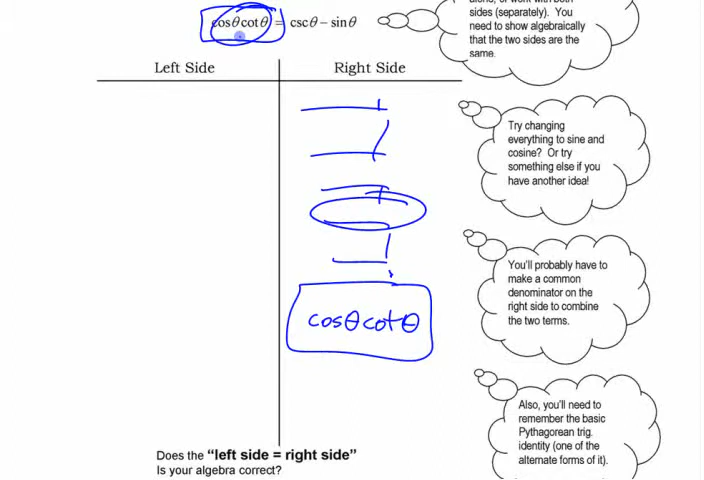 cosθcotθ = cscθ − sinθ
sides (separately). You
need to show algebraically
that the two sides are the
same.
Left Side
Right Side
Try changing
everything to sine and
cosine? Or try
something else if you
have another idea!
You'll probably have to
make a common
denominator on the
right side to combine
the two terms.
cosθcotθ
Also, you'll need to
remember the basic
Pythagorean trig.
identity (one of the
alternate forms of it).
Does the "left side = right side"
Is your algebra correct?